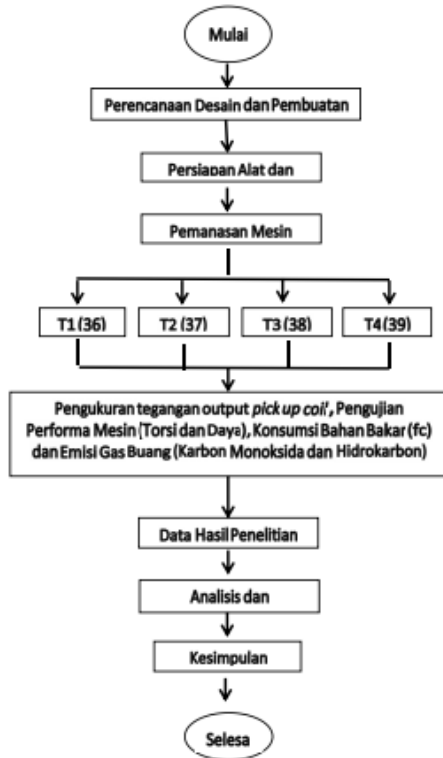 Mulai
Perencanaan Desain dan Pembuatan
Persiapan Alat dan
Pemanasan Mesin
T1 (36) T2 (37) T3 (38) T4 (39)
Pengukuran tegangan output pick up coil', Pengujian
Performa Mesin (Torsi dan Daya), Konsumsi Bahan Bakar (fc)
dan Emisi Gas Buang (Karbon Monoksida dan Hidrokarbon)
Data Hasil Penelitian
Analisis dan
Kesimpulan
Selesa